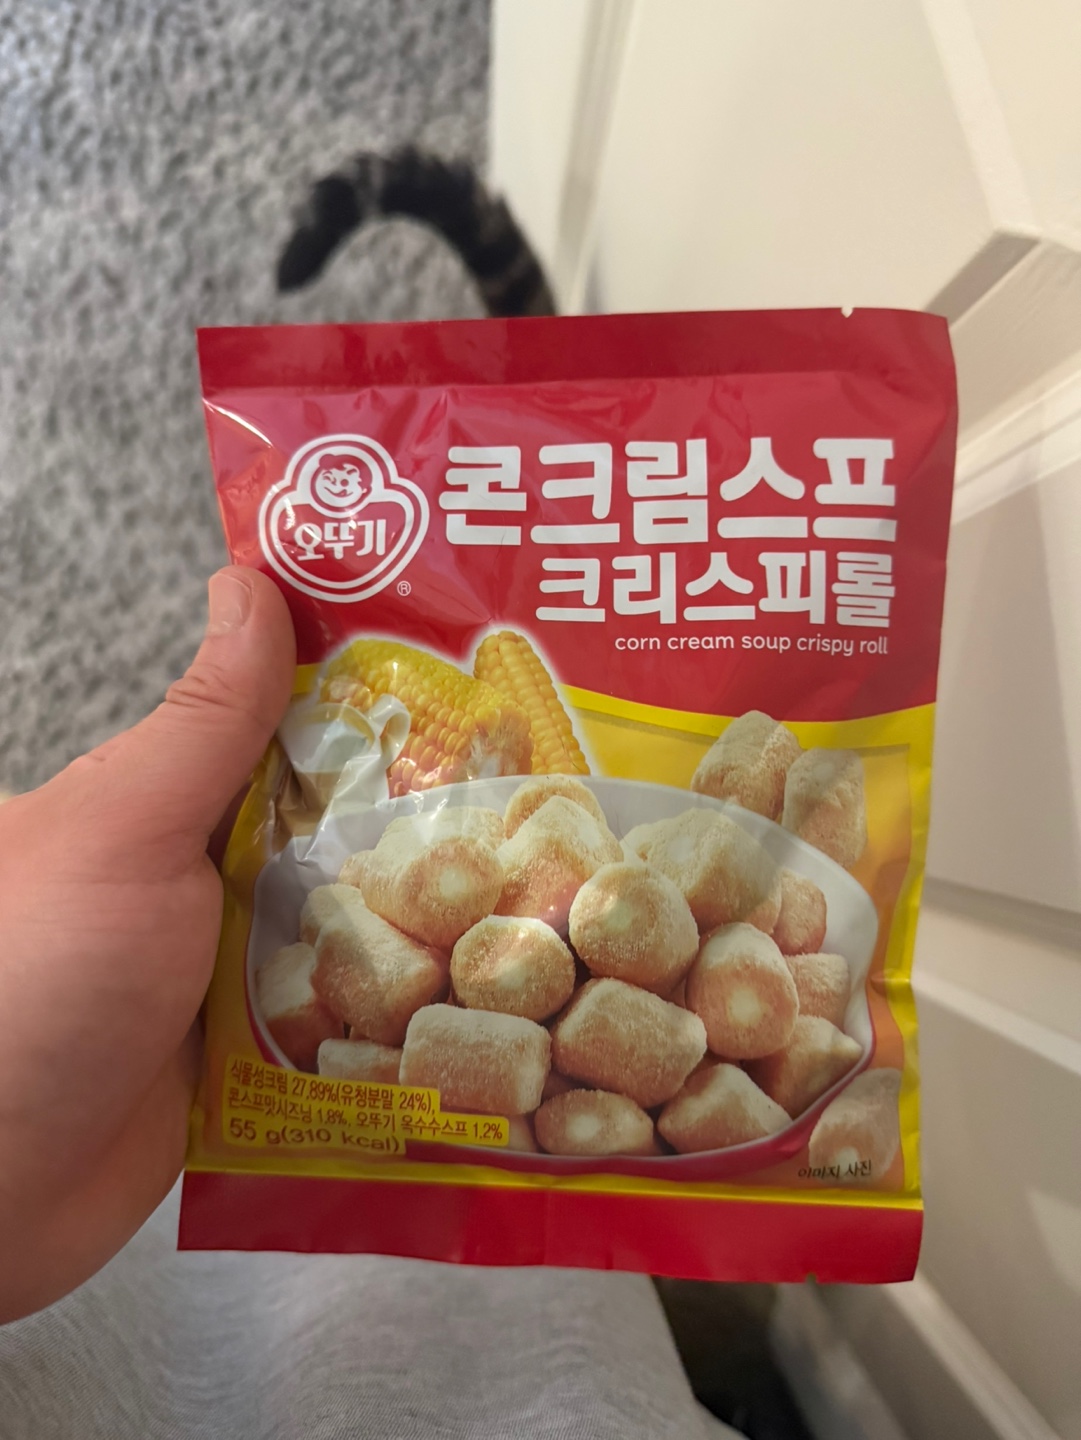 오뚜기
®
콘크림스프
크리스피롤
corn cream soup crispy roll
식물성크림 27.89%(유청분말 24%),
콘스프맛시즈닝 1.8%, 오뚜기 옥수수스프 1.2%
55 g(310 kcal)
이미지 사진